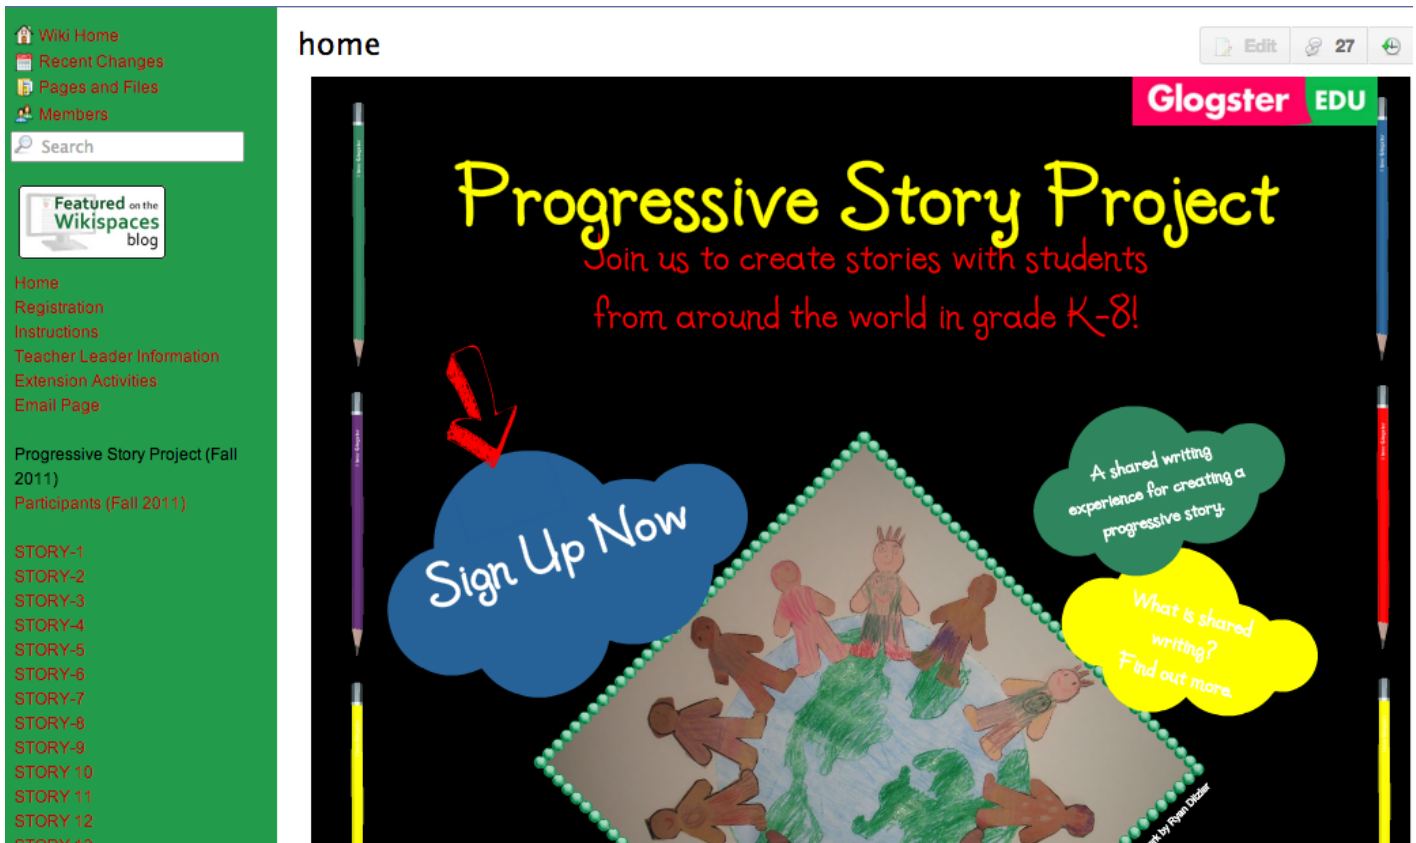 Wiki Home
Recent Changes
Pages and Files
Members
Search
Featured on the
Wikispaces
blog
Home
Registration
Instructions
Teacher Leader Information
Extension Activities
Email Page
Progressive Story Project (Fall
2011)
Participants (Fall 2011)
STORY-1
STORY-2
STORY-3
STORY-4
STORY-5
STORY-6
STORY-7
STORY-8
STORY-9
STORY 10
STORY 11
STORY 12
home
Edit
27
Glogster EDU
Progressive Story Project
Join us to create stories with students
from around the world in grade K-8!
Sign Up Now
A shared writing
experience for creating a
progressive story.
What is shared
writing?
Find out more.
by Ryan Ditzler